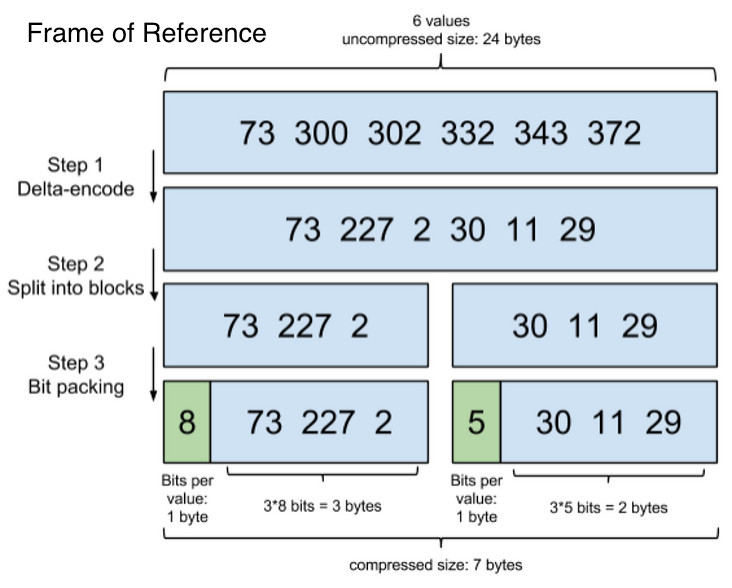 Frame of Reference
6 values
uncompressed size: 24 bytes
73 300 302 332 343 372
Step 1
Delta-encode
73 227 2 30 11 29
Step 2
Split into blocks
73 227 2
30 11 29
Step 3
Bit packing
8
73 227 2
5
30 11 29
Bits per
value:
1 byte
3*8 bits = 3 bytes
Bits per
value:
1 byte
3*5 bits = 2 bytes
compressed size: 7 bytes